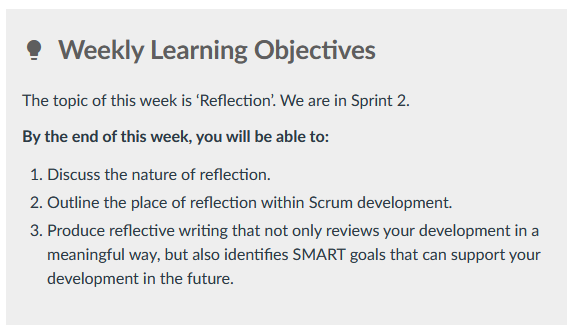 Weekly Learning Objectives
The topic of this week is ‘Reflection’. We are in Sprint 2.
By the end of this week, you will be able to:
1. Discuss the nature of reflection.
2. Outline the place of reflection within Scrum development.
3. Produce reflective writing that not only reviews your development in a
meaningful way, but also identifies SMART goals that can support your
development in the future.